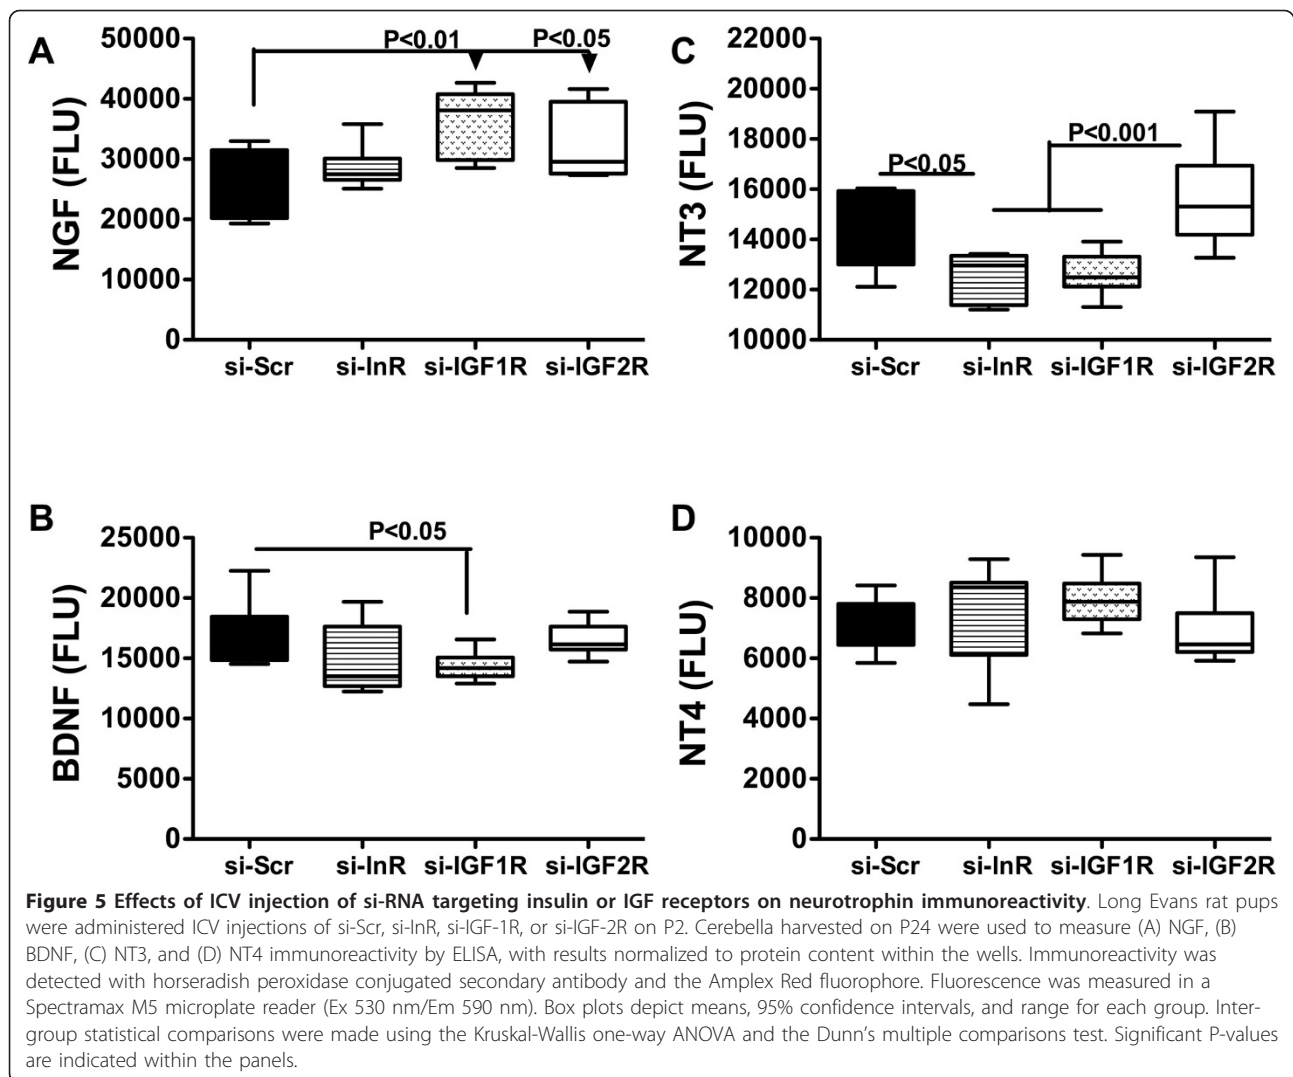 A
NGF (FLU)
50000
40000
30000
20000
10000
0
P<0.01
P<0.05
si-Scr si-InR si-IGF1R si-IGF2R
C
NT3 (FLU)
22000
20000
18000
16000
14000
12000
10000
P<0.05
P<0.001
si-Scr si-InR si-IGF1R si-IGF2R
B
BDNF (FLU)
25000
20000
15000
10000
5000
0
P<0.05
si-Scr si-InR si-IGF1R si-IGF2R
D
NT4 (FLU)
10000
8000
6000
4000
2000
0
si-Scr si-InR si-IGF1R si-IGF2R
Figure 5 Effects of ICV injection of si-RNA targeting insulin or IGF receptors on neurotrophin immunoreactivity. Long Evans rat pups
were administered ICV injections of si-Scr, si-InR, si-IGF-1R, or si-IGF-2R on P2. Cerebella harvested on P24 were used to measure (A) NGF, (B)
BDNF, (C) NT3, and (D) NT4 immunoreactivity by ELISA, with results normalized to protein content within the wells. Immunoreactivity was
detected with horseradish peroxidase conjugated secondary antibody and the Amplex Red fluorophore. Fluorescence was measured in a
Spectramax M5 microplate reader (Ex 530 nm/Em 590 nm). Box plots depict means, 95% confidence intervals, and range for each group. Inter-
group statistical comparisons were made using the Kruskal-Wallis one-way ANOVA and the Dunn's multiple comparisons test. Significant P-values
are indicated within the panels.